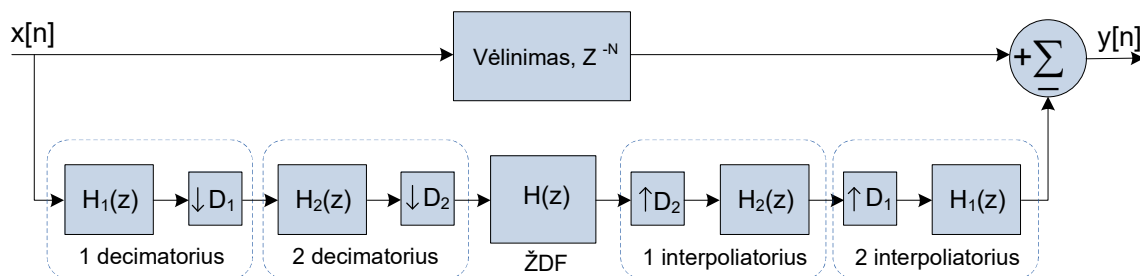 x[n]
Vėlinimas, Z⁻ᴺ
+Σ
−
y[n]
H₁(z)
↓D₁
H₂(z)
↓D₂
H(z)
↑D₂
H₂(z)
↑D₁
H₁(z)
1 decimatorius
2 decimatorius
ŽDF
1 interpoliatorius
2 interpoliatorius